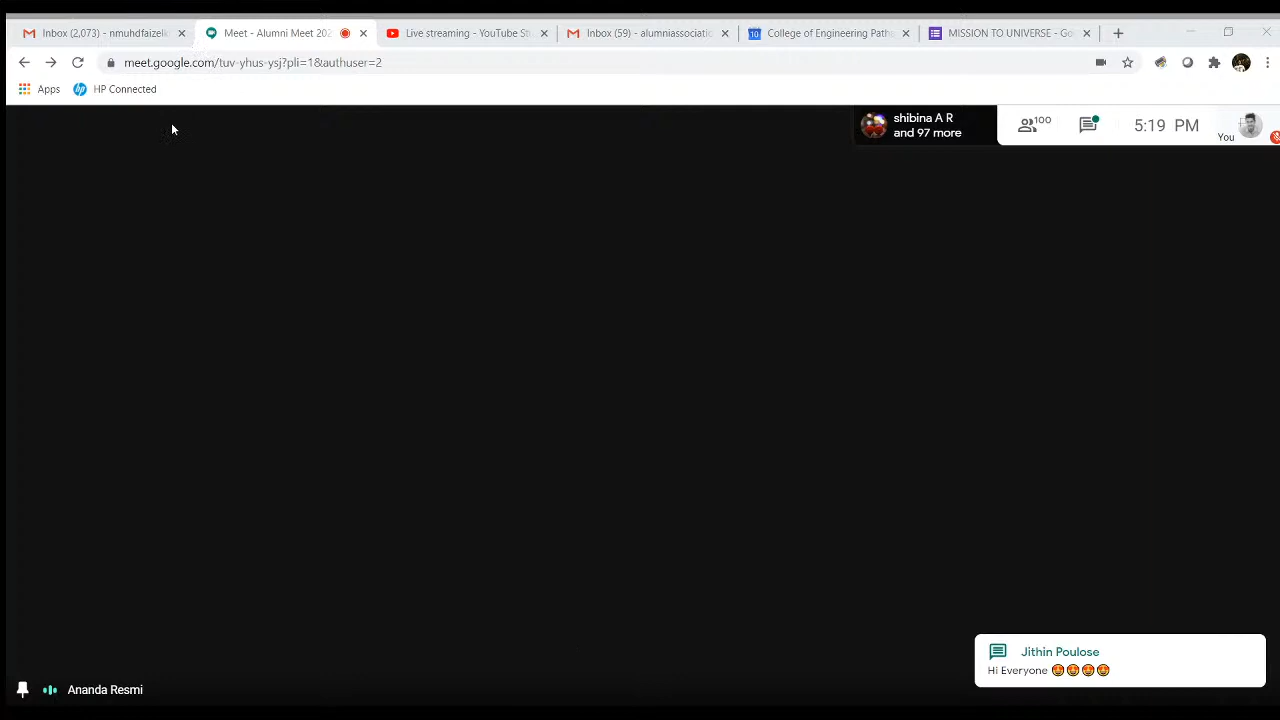 Inbox (2,073) - nmuhdfaizelk
Meet - Alumni Meet 202
Live streaming - YouTube St
Inbox (59) - alumniassociatio
College of Engineering Path
MISSION TO UNIVERSE - Go
meet.google.com/tuv-yhus-ysj?pli=1&authuser=2
Apps
HP Connected
shibina A R
and 97 more
100
5:19 PM
You
Jithin Poulose
Hi Everyone 🤩🤩🤩🤩
Ananda Resmi